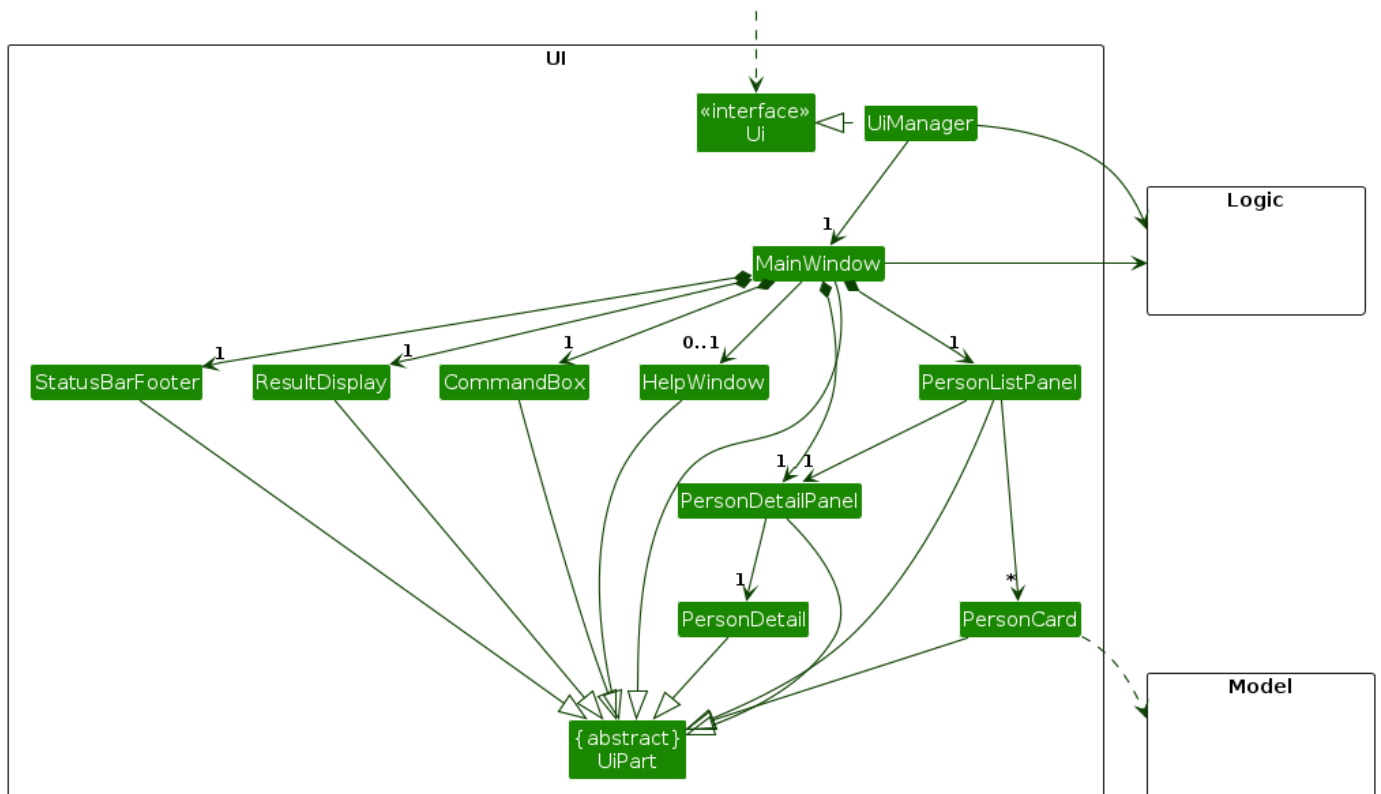 UI
«interface»
Ui
UiManager
Logic
1
MainWindow
1
1
1
0..1
1
StatusBarFooter
ResultDisplay
CommandBox
HelpWindow
PersonListPanel
1
1
PersonDetailPanel
1
*
PersonDetail
PersonCard
Model
{abstract}
UiPart